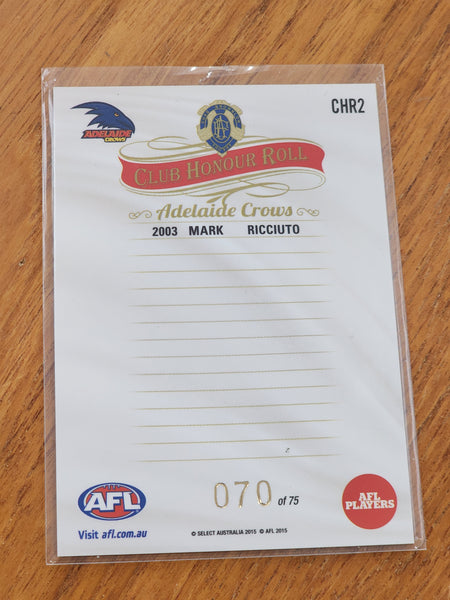 CHR2
ADELAIDE
CROWS
CLUB HONOUR ROLL
Adelaide Crows
2003 MARK RICCIUTO
070 of 75
AFL
Visit afl.com.au
AFL
PLAYERS
© SELECT AUSTRALIA 2015 © AFL 2015